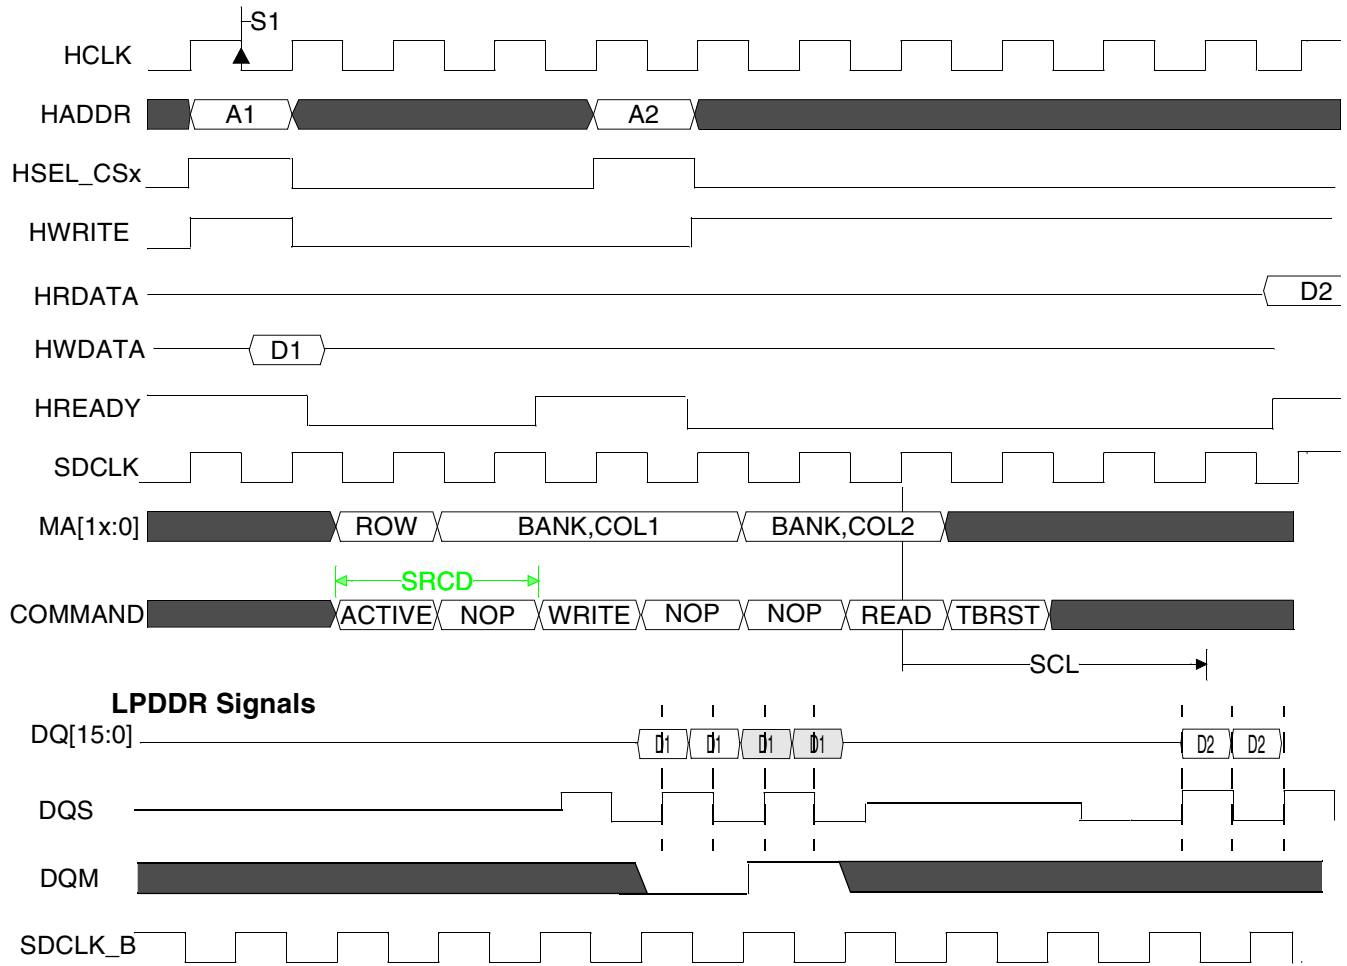 S1
HCLK
HADDR A1 A2
HSEL_CSx
HWRITE
HRDATA D2
HWDATA D1
HREADY
SDCLK
MA[1x:0] ROW BANK,COL1 BANK,COL2
SRCD
COMMAND ACTIVE NOP WRITE NOP NOP READ TBRST
SCL
LPDDR Signals
DQ[15:0] D1 D1 D1 D1 D2 D2
DQS
DQM
SDCLK_B